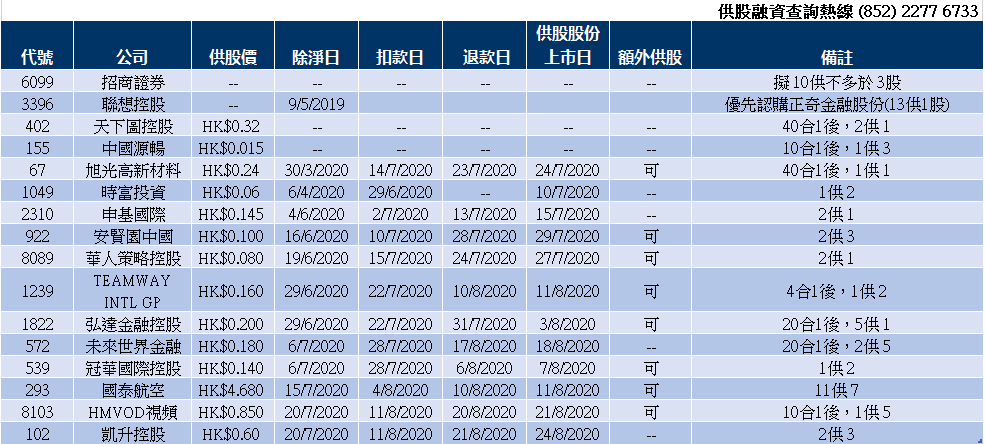 供股融資查詢熱線 (852) 2277 6733
代號 公司 供股價 除淨日 扣款日 退款日 供股股份上市日 額外供股 備註
6099 招商證券 -- -- -- -- -- -- 擬10供不多於3股
3396 聯想控股 -- 9/5/2019 優先認購正奇金融股份(13供1股)
402 天下圖控股 HK$0.32 -- -- -- -- -- 40合1後，2供1
155 中國源暢 HK$0.015 -- -- -- -- -- 10合1後，1供3
67 旭光高新材料 HK$0.24 30/3/2020 14/7/2020 23/7/2020 24/7/2020 可 40合1後，1供1
1049 時富投資 HK$0.06 6/4/2020 29/6/2020 -- 10/7/2020 1供2
2310 申基國際 HK$0.145 4/6/2020 2/7/2020 13/7/2020 15/7/2020 -- 2供1
922 安賢園中國 HK$0.100 16/6/2020 10/7/2020 28/7/2020 29/7/2020 可 2供3
8089 華人策略控股 HK$0.080 19/6/2020 15/7/2020 24/7/2020 27/7/2020 可 2供1
1239 TEAMWAY INTL GP HK$0.160 29/6/2020 22/7/2020 10/8/2020 11/8/2020 可 4合1後，1供2
1822 弘達金融控股 HK$0.200 29/6/2020 22/7/2020 31/7/2020 3/8/2020 可 20合1後，5供1
572 未來世界金融 HK$0.180 6/7/2020 28/7/2020 17/8/2020 18/8/2020 -- 20合1後，2供5
539 冠華國際控股 HK$0.140 6/7/2020 28/7/2020 6/8/2020 7/8/2020 可 1供2
293 國泰航空 HK$4.680 15/7/2020 4/8/2020 10/8/2020 11/8/2020 可 11供7
8103 HMVOD視頻 HK$0.850 20/7/2020 11/8/2020 20/8/2020 21/8/2020 可 10合1後，1供5
102 凱升控股 HK$0.60 20/7/2020 11/8/2020 21/8/2020 24/8/2020 -- 2供3